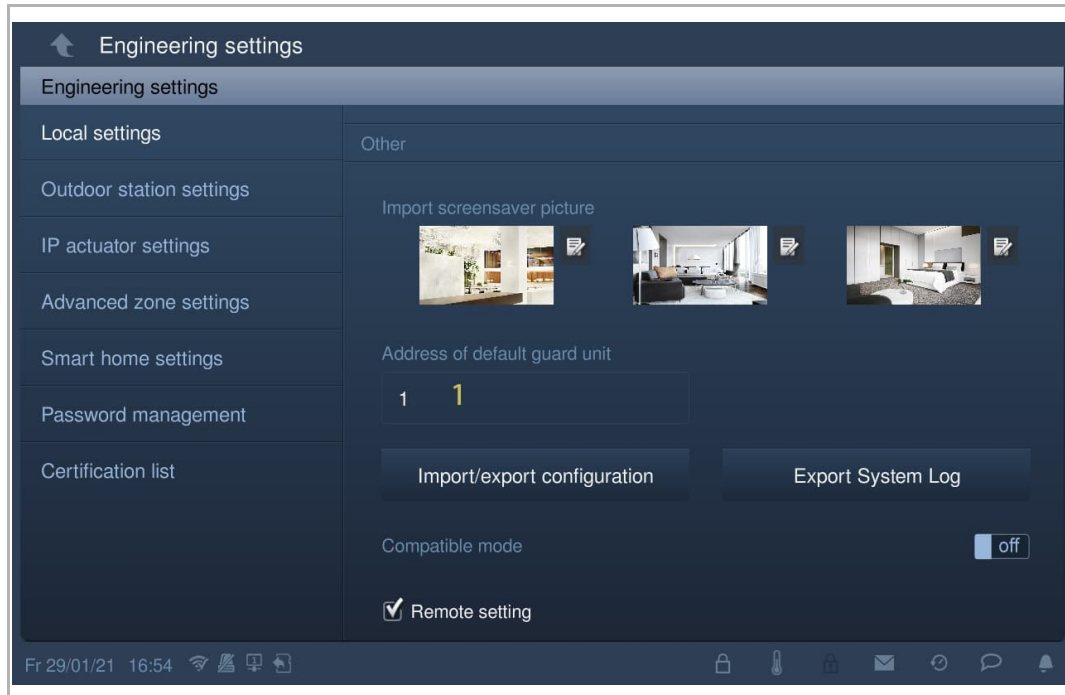 Engineering settings
Engineering settings
Local settings
Outdoor station settings
IP actuator settings
Advanced zone settings
Smart home settings
Password management
Certification list
Other
Import screensaver picture
Address of default guard unit
1 1
Import/export configuration Export System Log
Compatible mode off
Remote setting
Fr 29/01/21 16:54